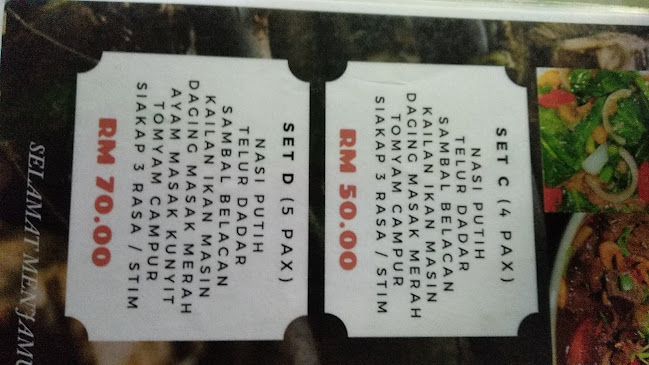 SET C (4 PAX)
NASI PUTIH
TELUR DADAR
SAMBAL BELACAN
KAILAN IKAN MASIN
DAGING MASAK MERAH
TOMYAM CAMPUR
SIAKAP 3 RASA / STIM
RM 50.00
SET D (5 PAX)
NASI PUTIH
TELUR DADAR
SAMBAL BELACAN
KAILAN IKAN MASIN
DAGING MASAK MERAH
AYAM MASAK KUNYIT
TOMYAM CAMPUR
SIAKAP 3 RASA / STIM
RM 70.00
SELAMAT MENJAMU